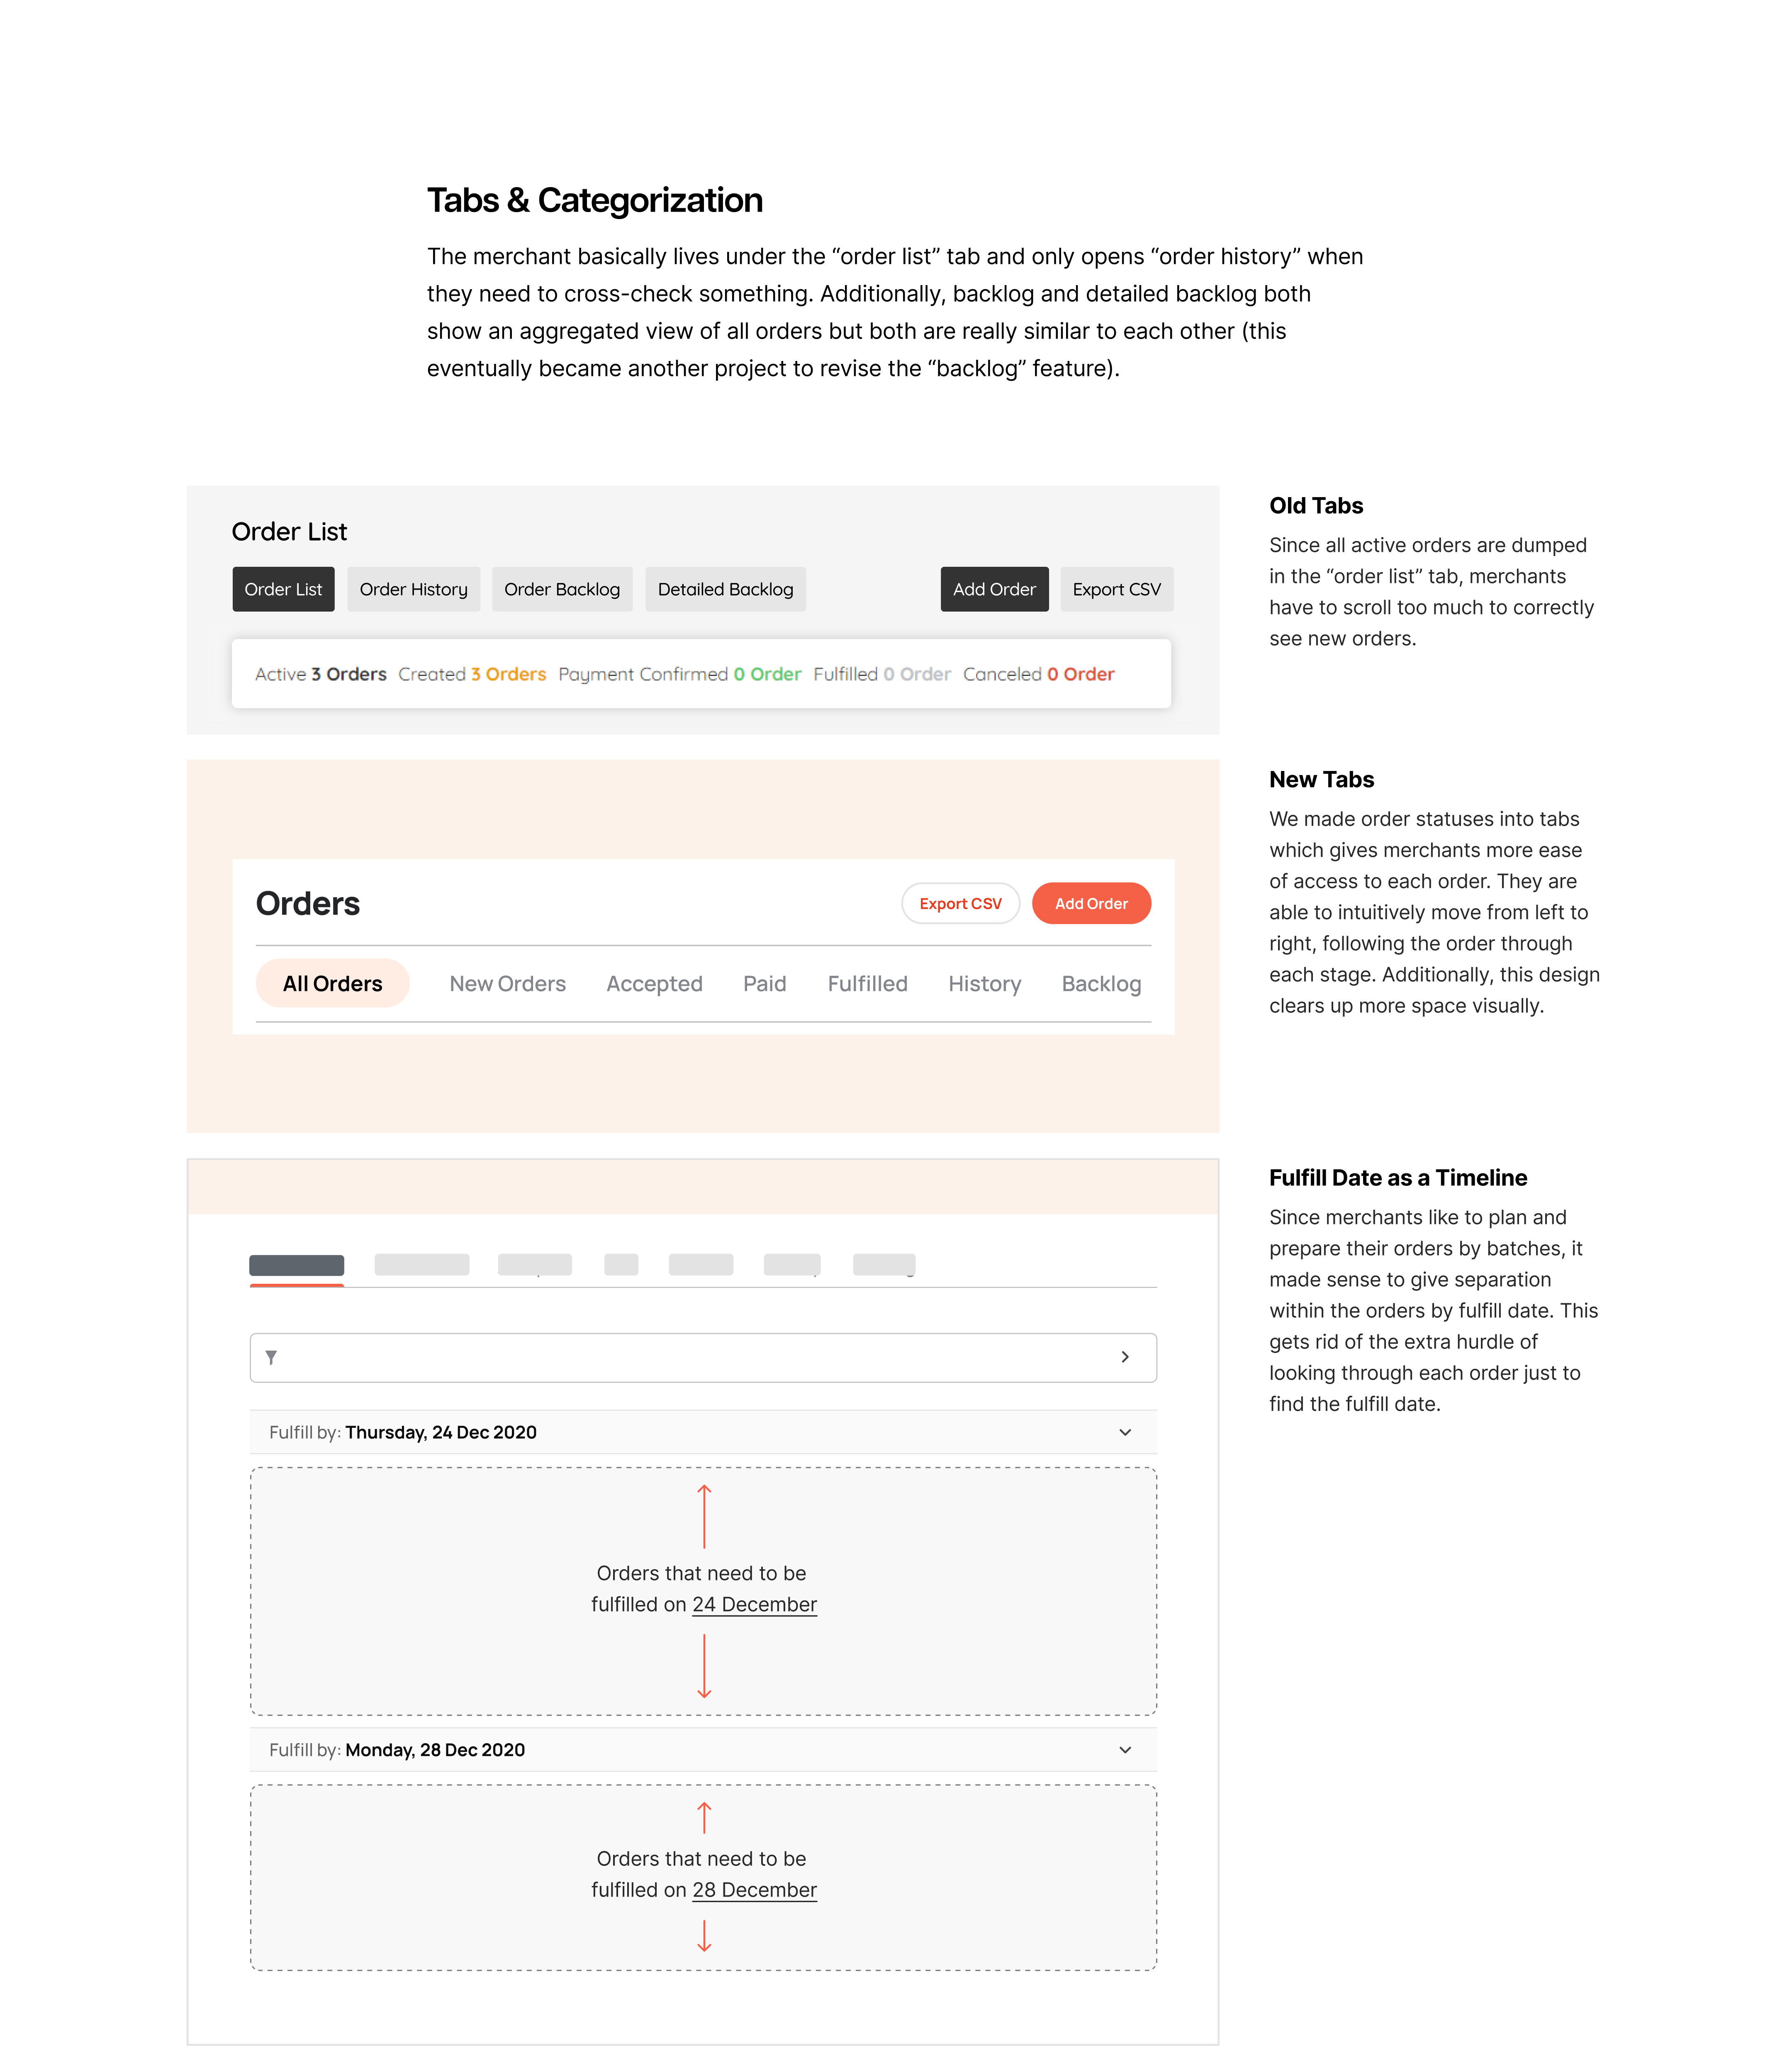 Tabs & Categorization
The merchant basically lives under the “order list” tab and only opens “order history” when
they need to cross-check something. Additionally, backlog and detailed backlog both
show an aggregated view of all orders but both are really similar to each other (this
eventually became another project to revise the “backlog” feature).
Order List
Order List Order History Order Backlog Detailed Backlog Add Order Export CSV
Active 3 Orders Created 3 Orders Payment Confirmed 0 Order Fulfilled 0 Order Canceled 0 Order
Old Tabs
Since all active orders are dumped
in the “order list” tab, merchants
have to scroll too much to correctly
see new orders.
Orders Export CSV Add Order
All Orders New Orders Accepted Paid Fulfilled History Backlog
New Tabs
We made order statuses into tabs
which gives merchants more ease
of access to each order. They are
able to intuitively move from left to
right, following the order through
each stage. Additionally, this design
clears up more space visually.
Fulfill by: Thursday, 24 Dec 2020
Orders that need to be
fulfilled on 24 December
Fulfill by: Monday, 28 Dec 2020
Orders that need to be
fulfilled on 28 December
Fulfill Date as a Timeline
Since merchants like to plan and
prepare their orders by batches, it
made sense to give separation
within the orders by fulfill date. This
gets rid of the extra hurdle of
looking through each order just to
find the fulfill date.